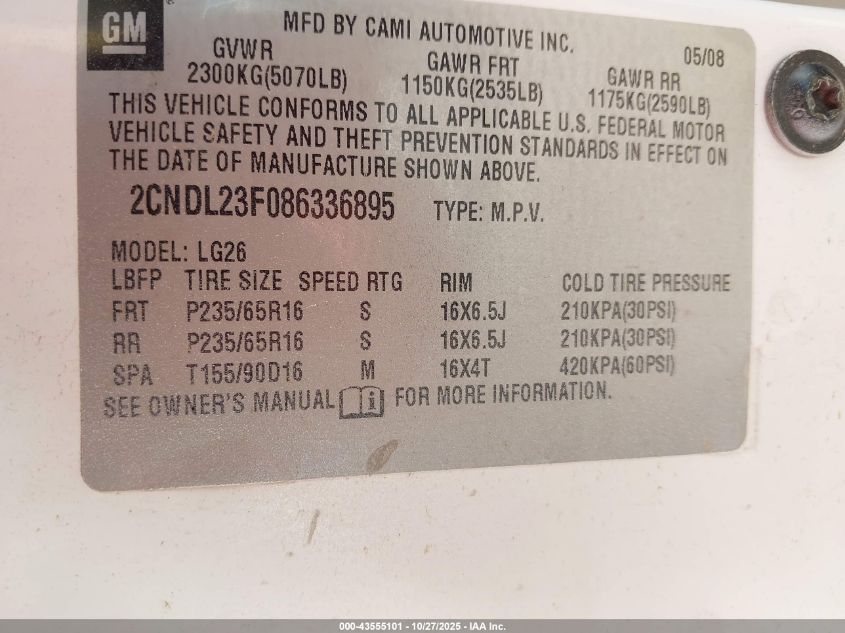 GM
MFD BY CAMI AUTOMOTIVE INC.
GVWR GAWR FRT GAWR RR 05/08
2300KG(5070LB) 1150KG(2535LB) 1175KG(2590LB)
THIS VEHICLE CONFORMS TO ALL APPLICABLE U.S. FEDERAL MOTOR
VEHICLE SAFETY AND THEFT PREVENTION STANDARDS IN EFFECT ON
THE DATE OF MANUFACTURE SHOWN ABOVE.
2CNDL23F086336895 TYPE: M.P.V.
MODEL: LG26
LBFP TIRE SIZE SPEED RTG RIM COLD TIRE PRESSURE
FRT P235/65R16 S 16X6.5J 210KPA(30PSI)
RR P235/65R16 S 16X6.5J 210KPA(30PSI)
SPA T155/90D16 M 16X4T 420KPA(60PSI)
SEE OWNER'S MANUAL i FOR MORE INFORMATION.
000-43555101 - 10/27/2025 - IAA Inc.